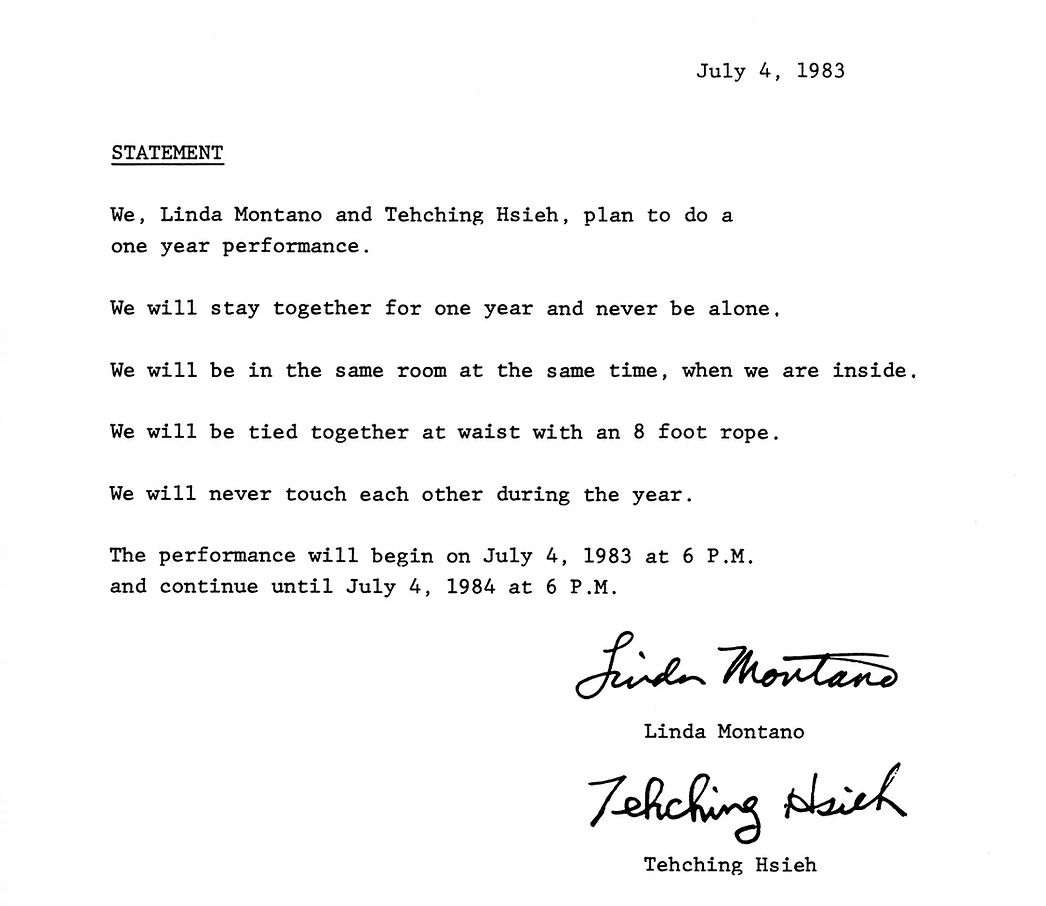 July 4, 1983
STATEMENT
We, Linda Montano and Tehching Hsieh, plan to do a
one year performance.
We will stay together for one year and never be alone.
We will be in the same room at the same time, when we are inside.
We will be tied together at waist with an 8 foot rope.
We will never touch each other during the year.
The performance will begin on July 4, 1983 at 6 P.M.
and continue until July 4, 1984 at 6 P.M.
Linda Montano
Linda Montano
Tehching Hsieh
Tehching Hsieh